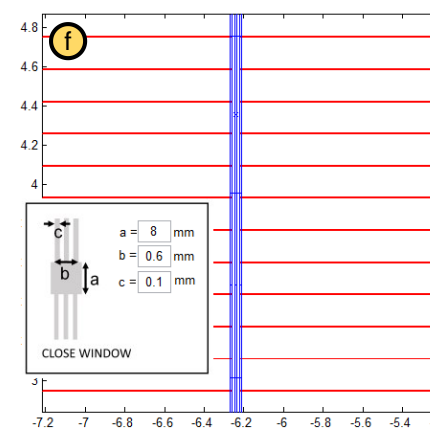 f
4.8
4.6
4.4
4.2
4
c
b
a
a = 8 mm
b = 0.6 mm
c = 0.1 mm
CLOSE WINDOW
-7.2 -7 -6.8 -6.6 -6.4 -6.2 -6 -5.8 -5.6 -5.4